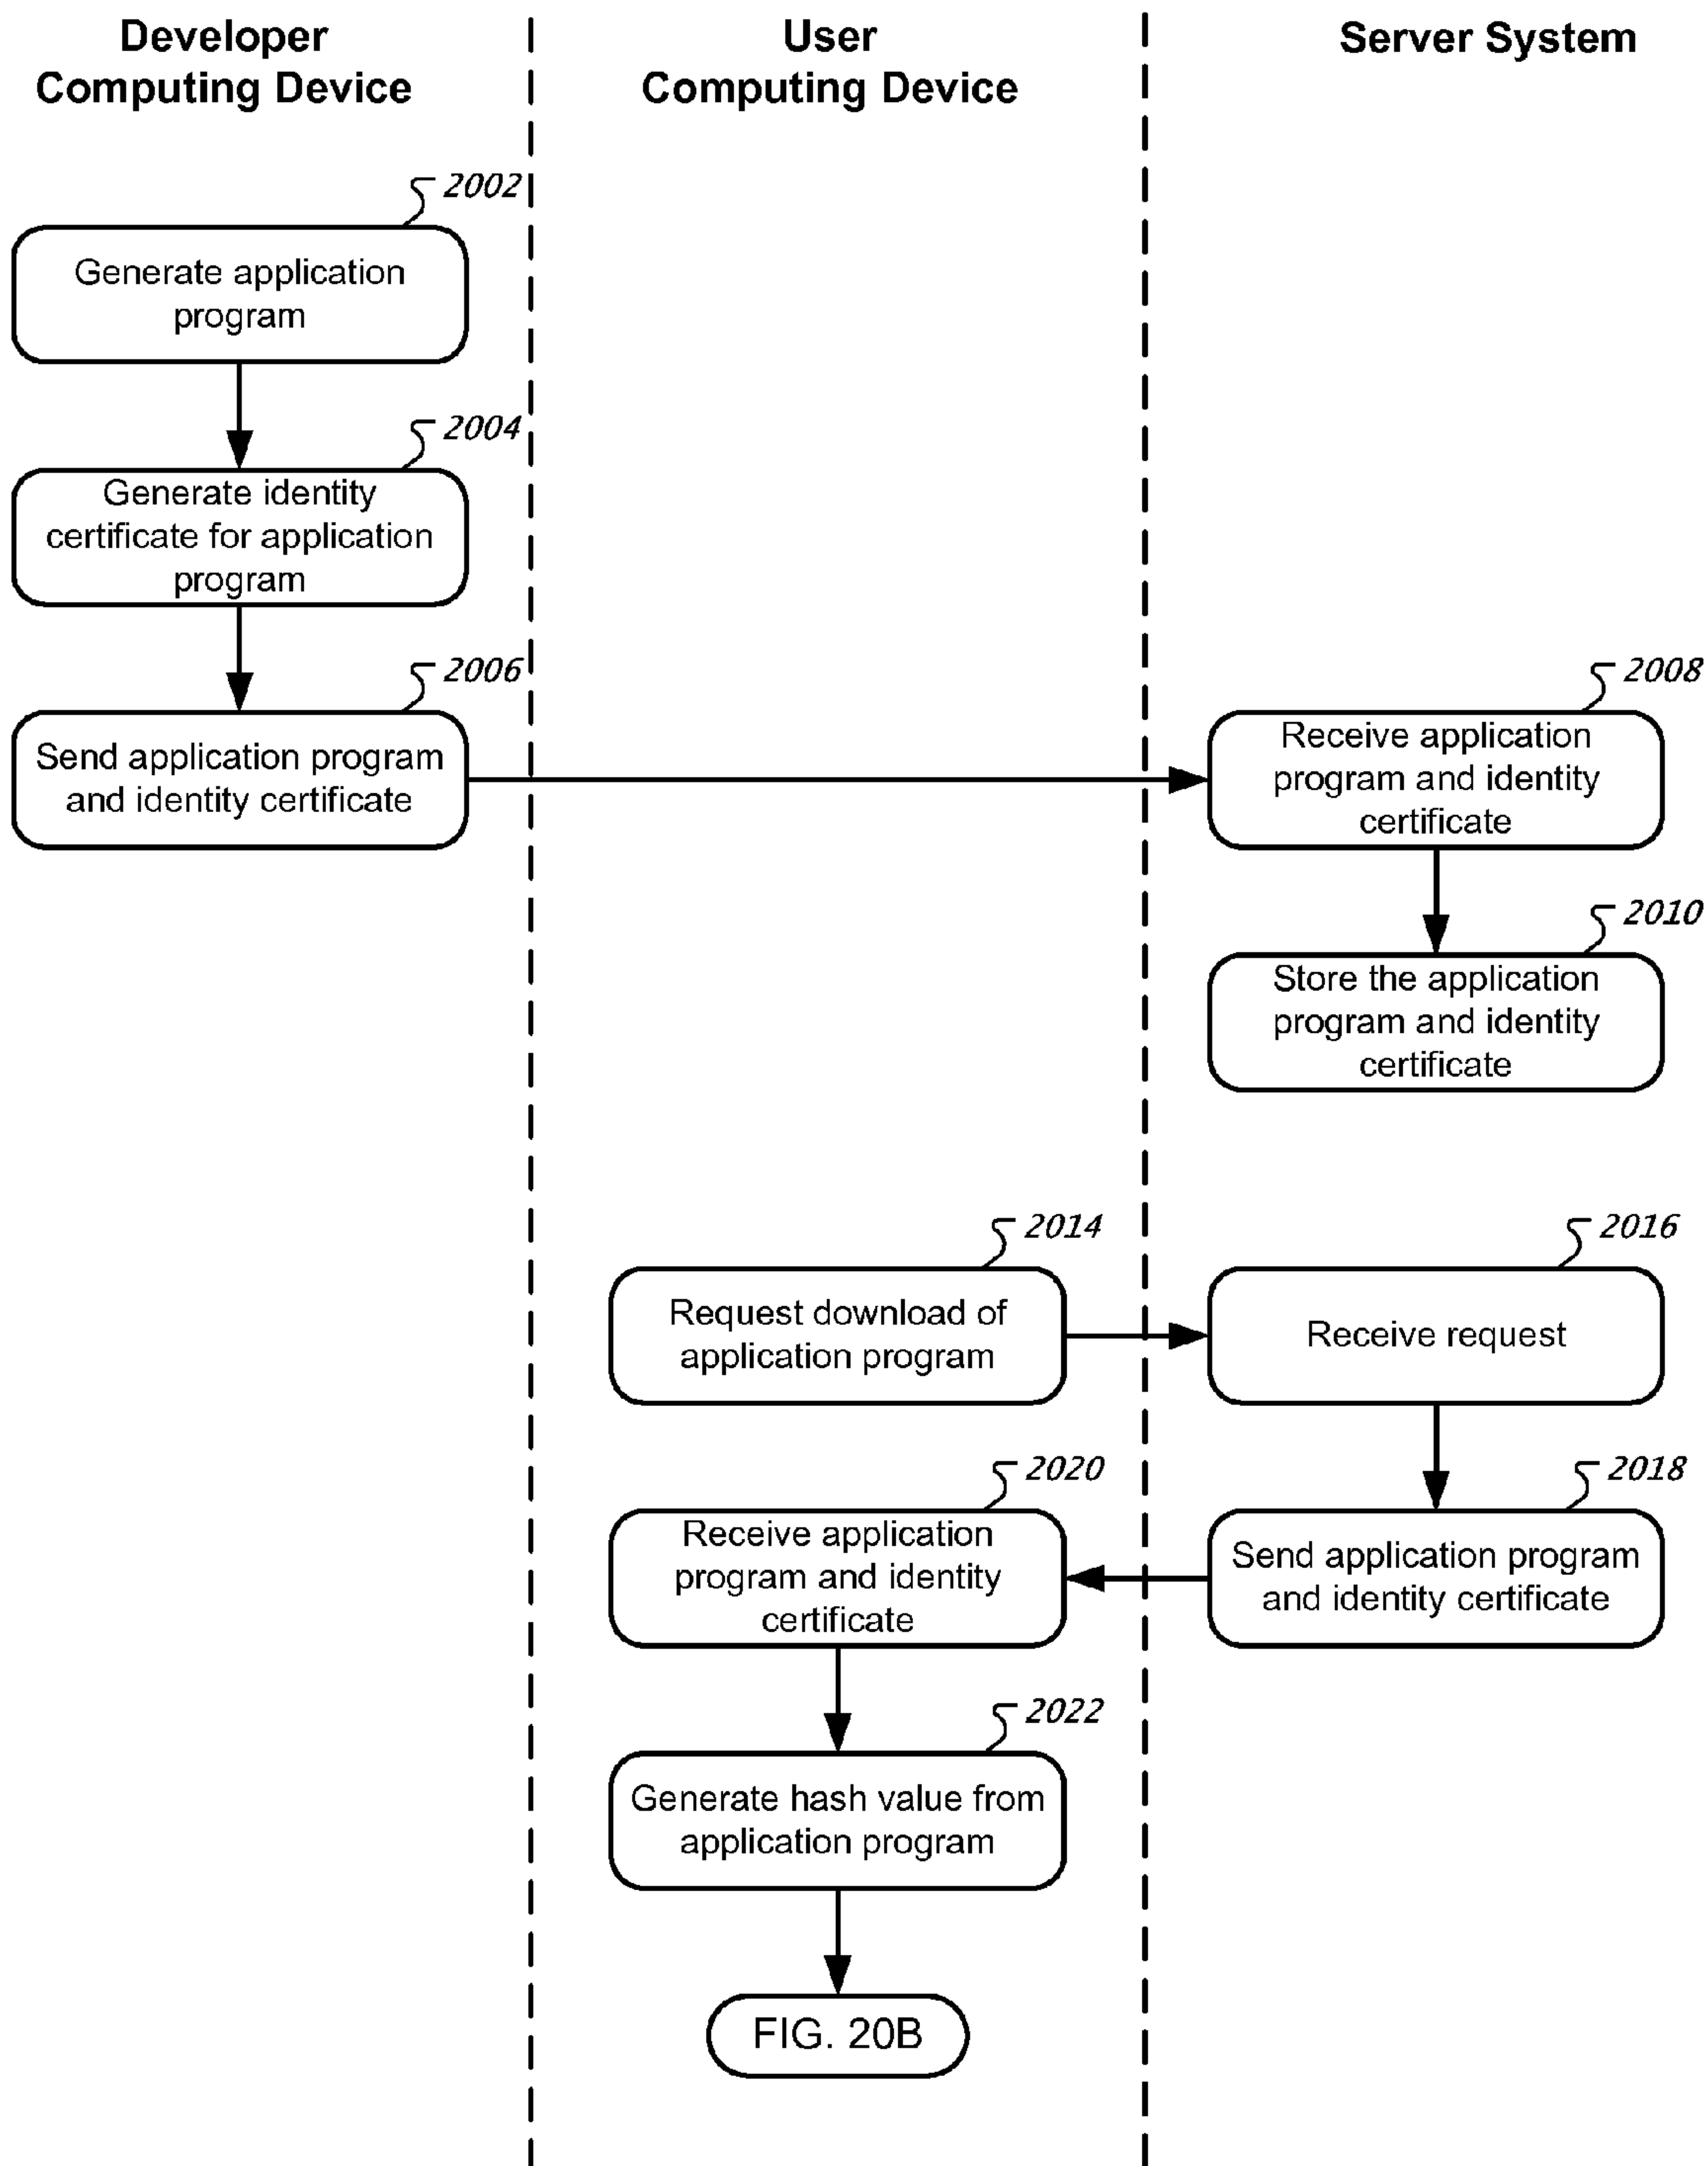 Developer
Computing Device
User
Computing Device
Server System
2002
Generate application
program
2004
Generate identity
certificate for application
program
2006
Send application program
and identity certificate
2008
Receive application
program and identity
certificate
2010
Store the application
program and identity
certificate
2014
Request download of
application program
2016
Receive request
2018
Send application program
and identity certificate
2020
Receive application
program and identity
certificate
2022
Generate hash value from
application program
FIG. 20B